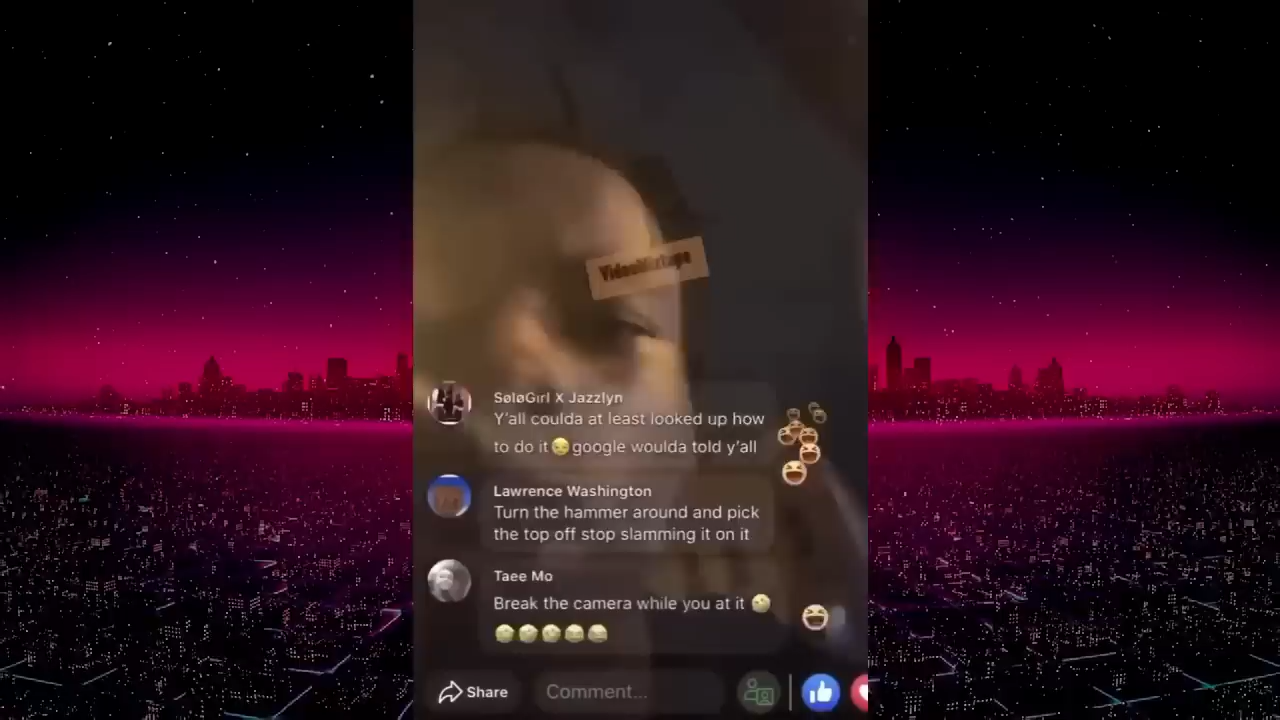 VideoMixtape
SøløGırl X Jazzlyn
Y'all coulda at least looked up how
to do it 😔 google woulda told y'all
Lawrence Washington
Turn the hammer around and pick
the top off stop slamming it on it
Taee Mo
Break the camera while you at it 🤣
🤣🤣🤣😂😂
Share
Comment...